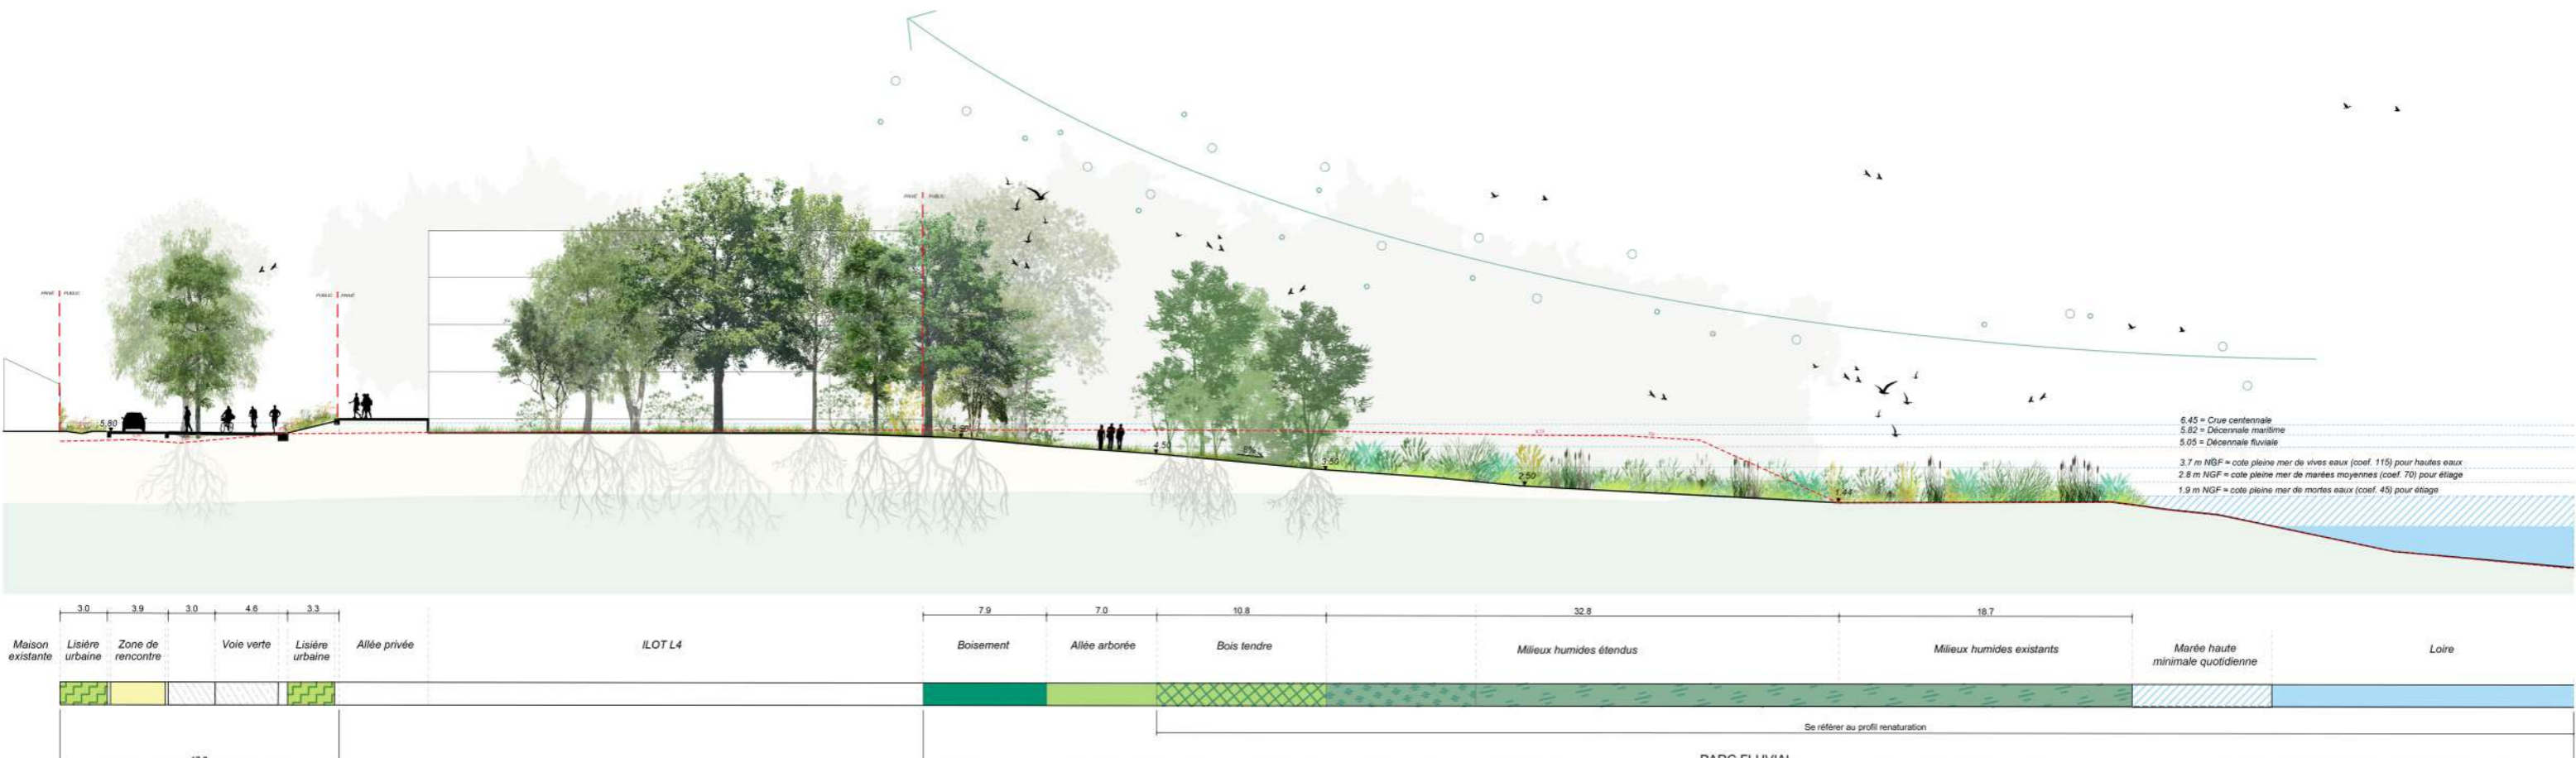 PRIVÉ
PUBLIC
PUBLIC
PRIVÉ
PRIVÉ
PUBLIC
5.80
5.50
4.50
5%
3.50
2.50
1.44
6.45 = Crue centennale
5.82 = Décennale maritime
5.05 = Décennale fluviale
3.7 m NGF = cote pleine mer de vives eaux (coef. 115) pour hautes eaux
2.8 m NGF = cote pleine mer de marées moyennes (coef. 70) pour étiage
1.9 m NGF = cote pleine mer de mortes eaux (coef. 45) pour étiage
3.0
3.9
3.0
4.6
3.3
7.9
7.0
10.8
32.8
18.7
Maison
existante
Lisière
urbaine
Zone de
rencontre
Voie verte
Lisière
urbaine
Allée privée
ILOT L4
Boisement
Allée arborée
Bois tendre
Milieux humides étendus
Milieux humides existants
Marée haute
minimale quotidienne
Loire
Se référer au profil renaturation
PARC FLUVIAL